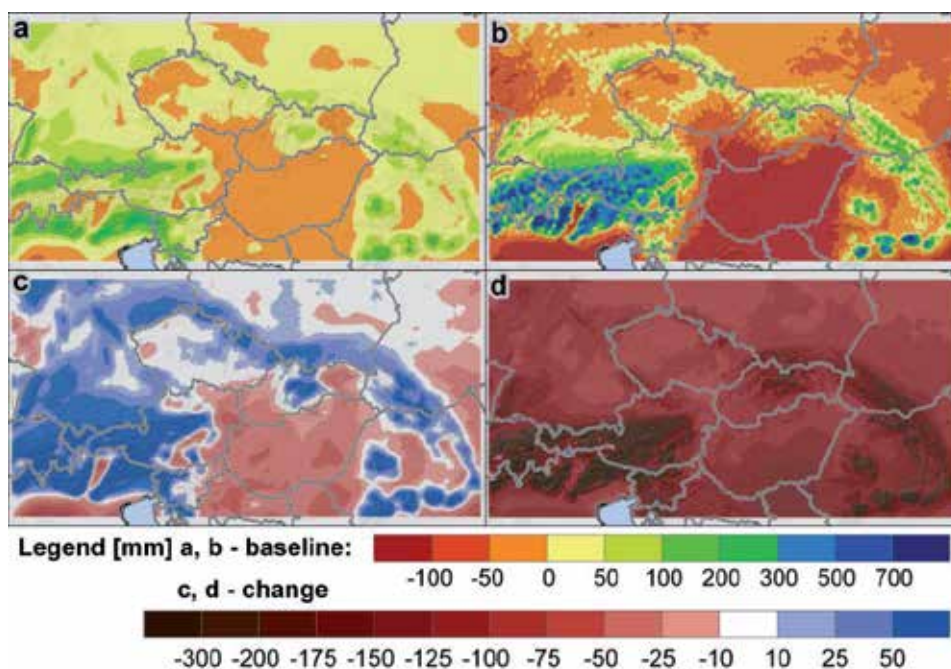 a
b
c
d
Legend [mm] a, b - baseline:
-100 -50 0 50 100 200 300 500 700
c, d - change
-300 -200 -175 -150 -100 -75 -50 -25 -10 10 25 50